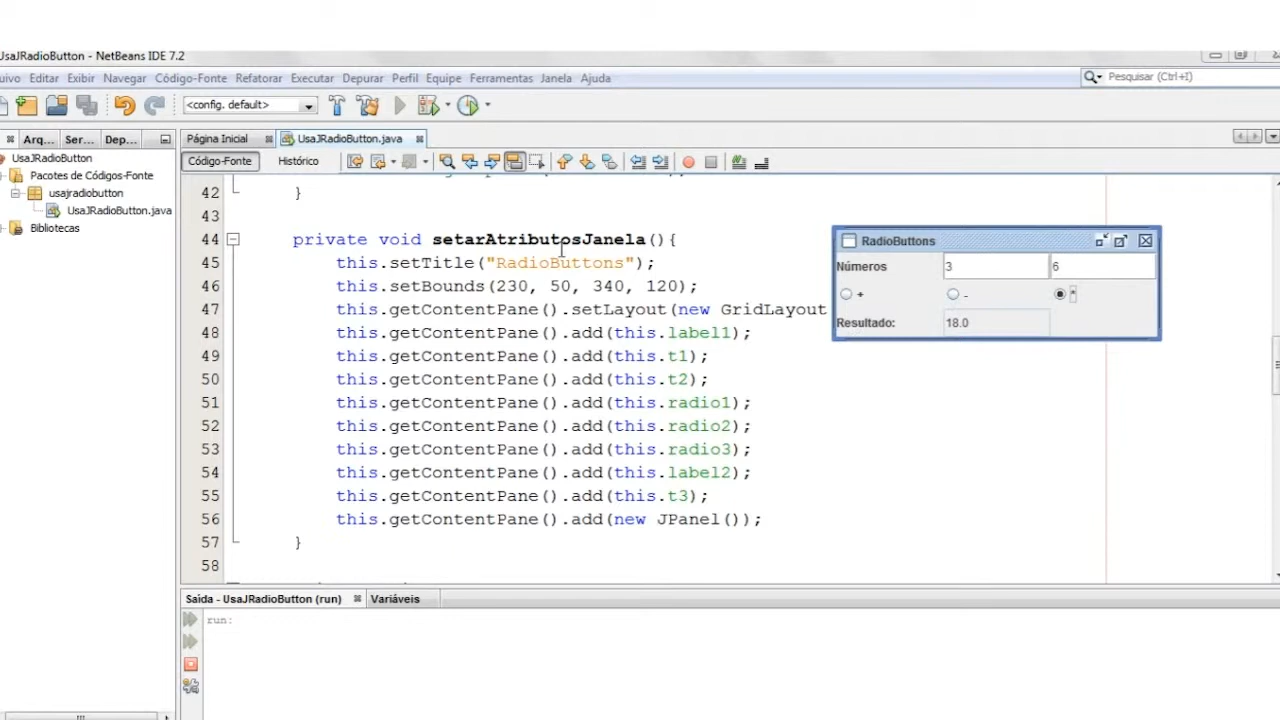 UsaJRadioButton - NetBeans IDE 7.2
uivo Editar Exibir Navegar Código-Fonte Refatorar Executar Depurar Perfil Equipe Ferramentas Janela Ajuda
Pesquisar (Ctrl+I)
<config. default>
Arq... Ser... Dep...
Página Inicial UsaJRadioButton.java
UsaJRadioButton
Pacotes de Códigos-Fonte
usajradiobutton
UsaJRadioButton.java
Bibliotecas
Código-Fonte Histórico
42 }
43
44 private void setarAtributosJanela(){
45 this.setTitle("RadioButtons");
46 this.setBounds(230, 50, 340, 120);
47 this.getContentPane().setLayout(new GridLayout
48 this.getContentPane().add(this.label1);
49 this.getContentPane().add(this.t1);
50 this.getContentPane().add(this.t2);
51 this.getContentPane().add(this.radio1);
52 this.getContentPane().add(this.radio2);
53 this.getContentPane().add(this.radio3);
54 this.getContentPane().add(this.label2);
55 this.getContentPane().add(this.t3);
56 this.getContentPane().add(new JPanel());
57 }
58
RadioButtons
Números 3 6
+ - *
Resultado: 18.0
Saída - UsaJRadioButton (run) Variáveis
run: